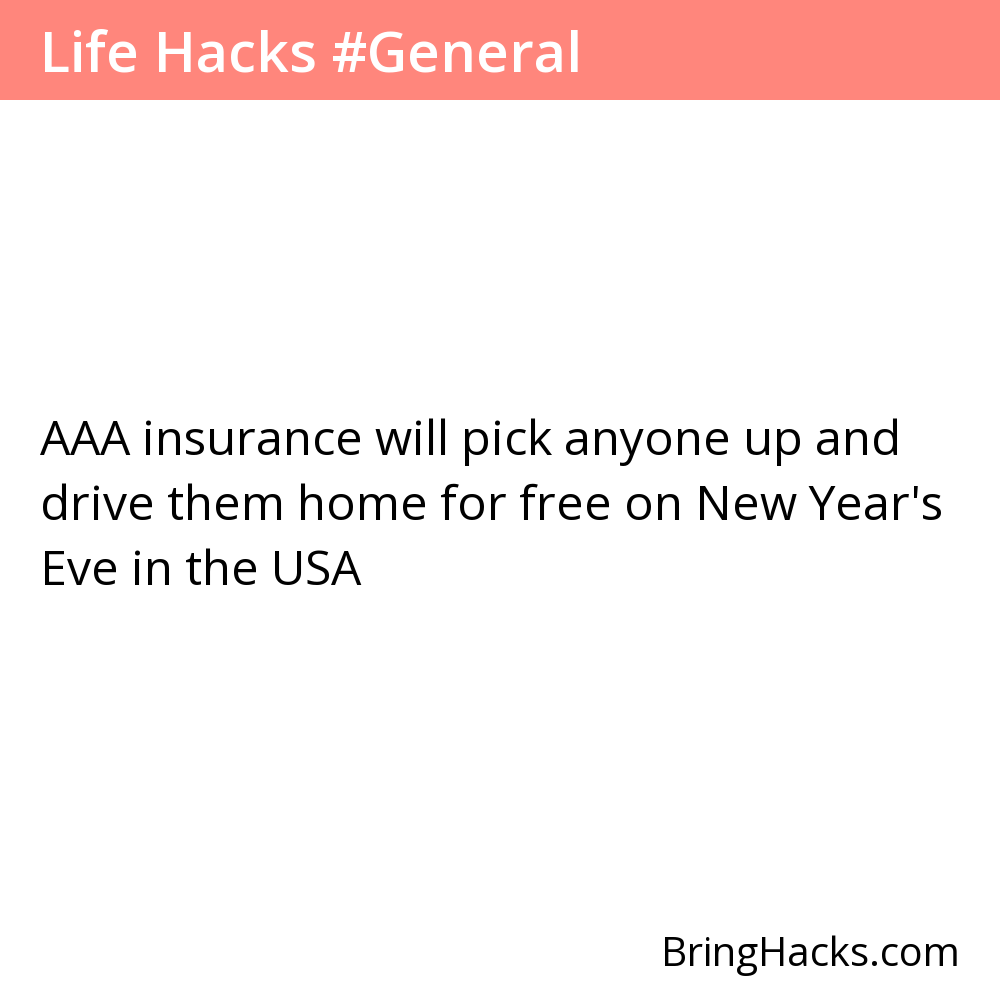 Life Hacks #General
AAA insurance will pick anyone up and
drive them home for free on New Year's
Eve in the USA
BringHacks.com